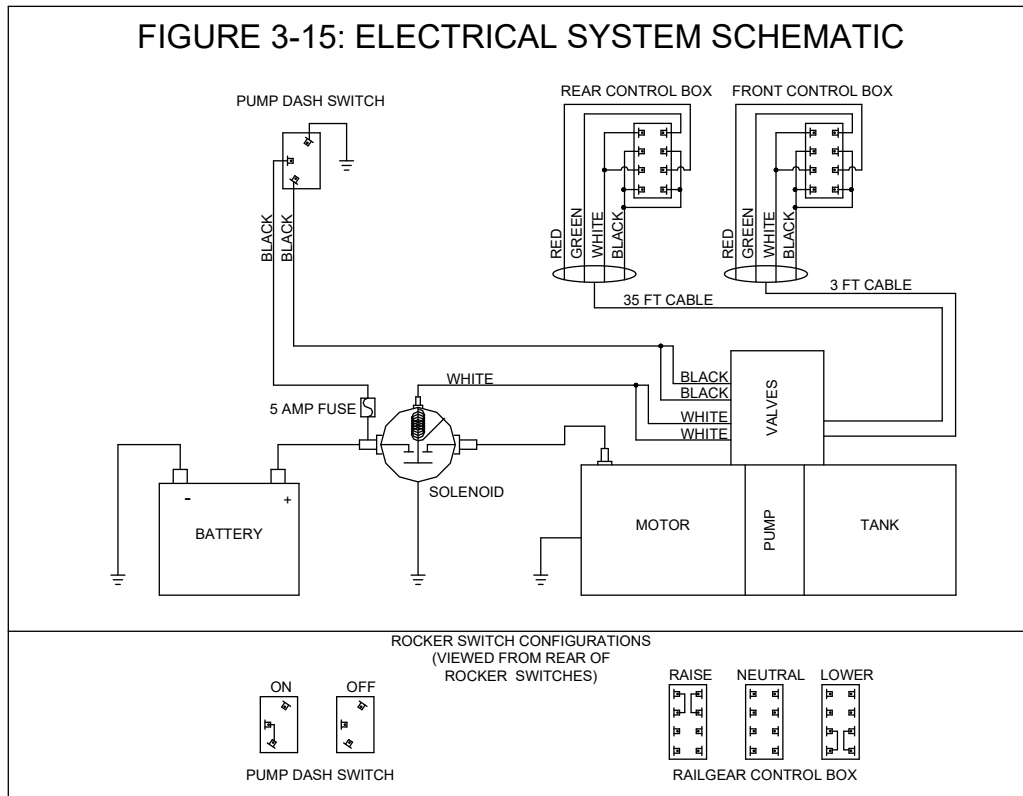 FIGURE 3-15: ELECTRICAL SYSTEM SCHEMATIC
PUMP DASH SWITCH
REAR CONTROL BOX
FRONT CONTROL BOX
BLACK
BLACK
RED
GREEN
WHITE
BLACK
RED
GREEN
WHITE
BLACK
35 FT CABLE
3 FT CABLE
WHITE
5 AMP FUSE
BLACK
BLACK
WHITE
WHITE
VALVES
SOLENOID
- +
BATTERY
MOTOR
PUMP
TANK
ROCKER SWITCH CONFIGURATIONS
(VIEWED FROM REAR OF
ROCKER SWITCHES)
ON
OFF
PUMP DASH SWITCH
RAISE
NEUTRAL
LOWER
RAILGEAR CONTROL BOX